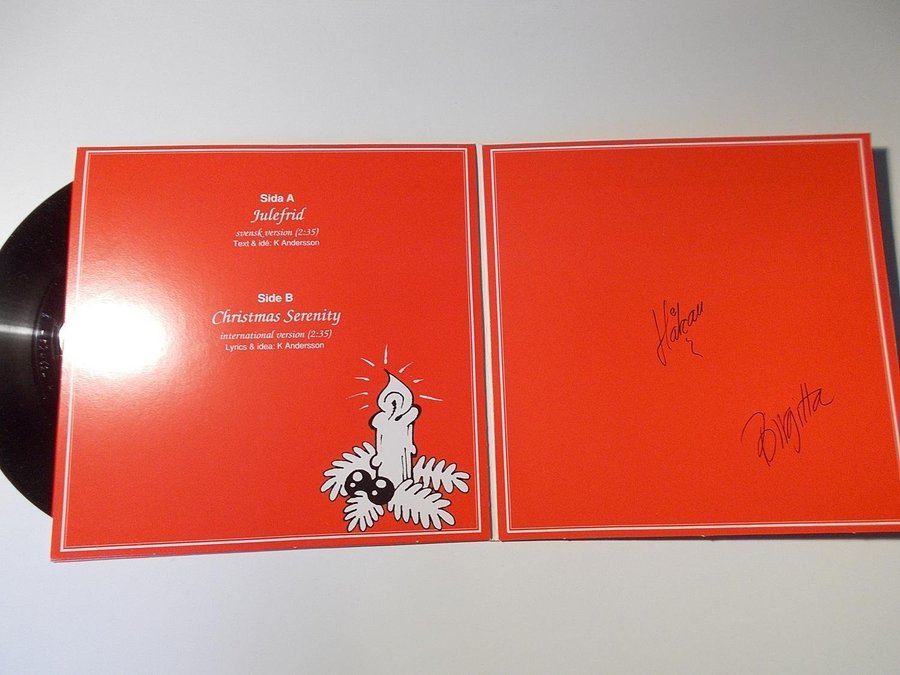 Sida A
Julefrid
svensk version (2:35)
Text & idé: K Andersson
Side B
Christmas Serenity
international version (2:35)
Lyrics & idea: K Andersson
Håkan
Birgitta